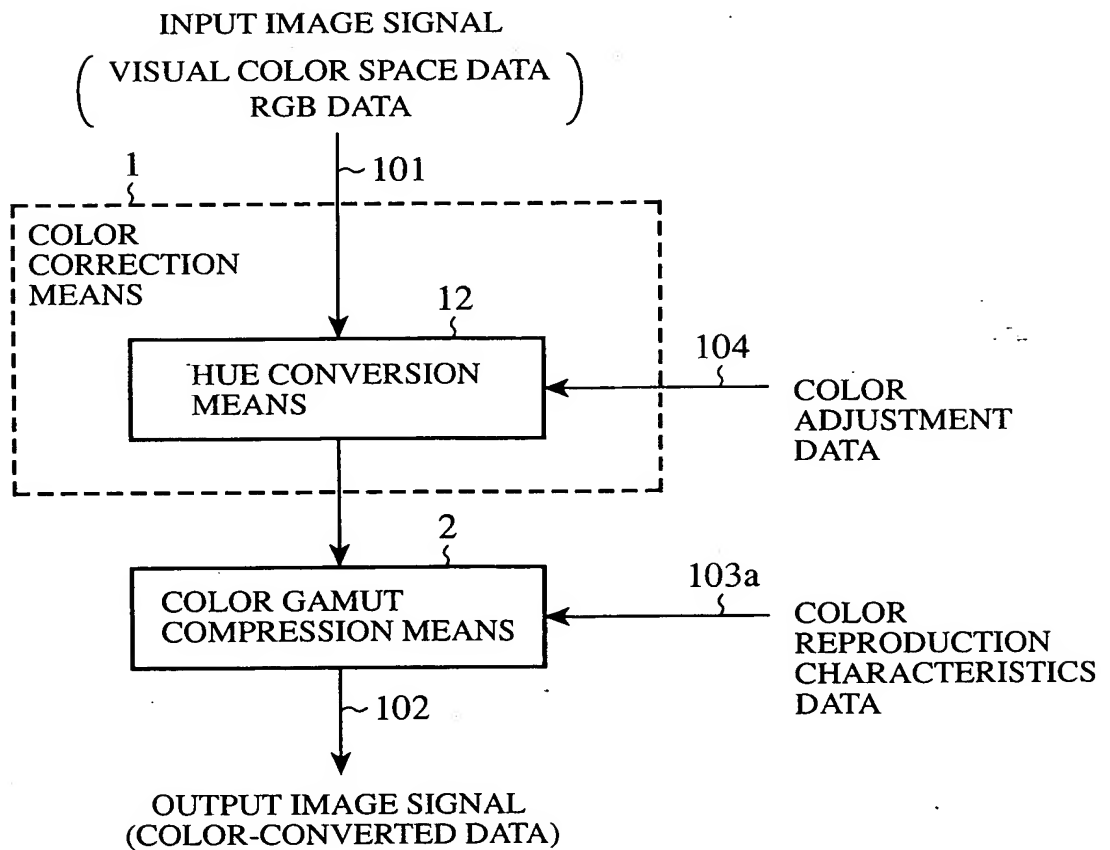 INPUT IMAGE SIGNAL
( VISUAL COLOR SPACE DATA
RGB DATA )
1
101
COLOR
CORRECTION
MEANS
12
HUE CONVERSION
MEANS
104
COLOR
ADJUSTMENT
DATA
2
COLOR GAMUT
COMPRESSION MEANS
103a
COLOR
REPRODUCTION
CHARACTERISTICS
DATA
102
OUTPUT IMAGE SIGNAL
(COLOR-CONVERTED DATA)